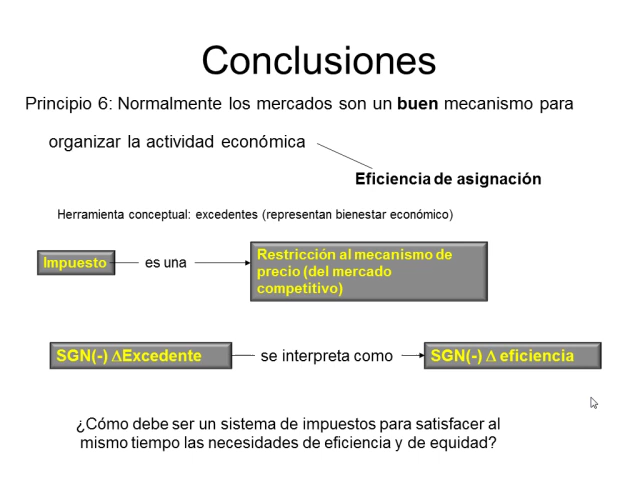 Conclusiones
Principio 6: Normalmente los mercados son un buen mecanismo para
organizar la actividad económica
Eficiencia de asignación
Herramienta conceptual: excedentes (representan bienestar económico)
Impuesto es una Restricción al mecanismo de
precio (del mercado
competitivo)
SGN(-) ∆Excedente se interpreta como SGN(-) ∆ eficiencia
¿Cómo debe ser un sistema de impuestos para satisfacer al
mismo tiempo las necesidades de eficiencia y de equidad?